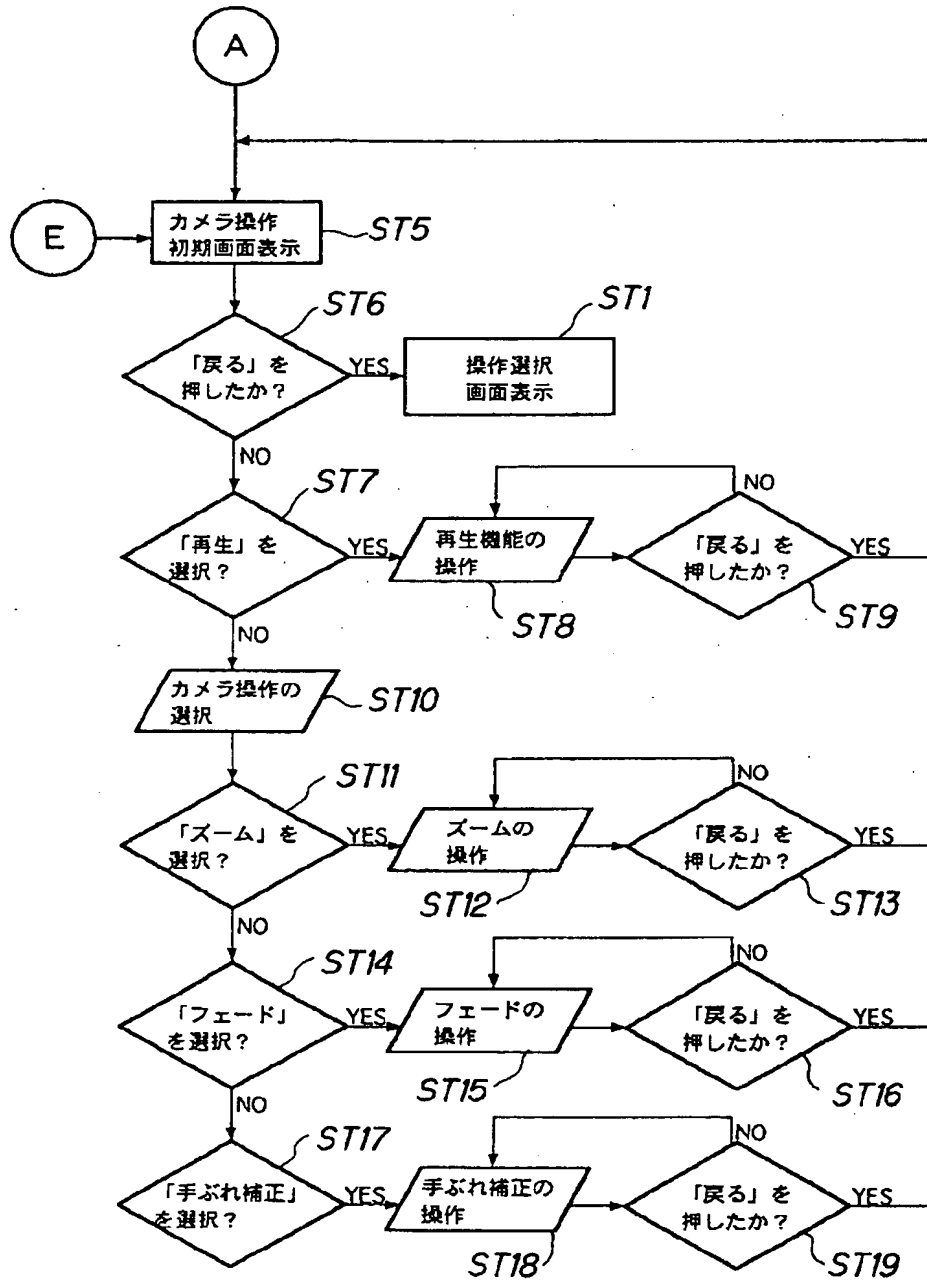 A
E
カメラ操作
初期画面表示
ST5
ST6
「戻る」を
押したか？
YES
ST1
操作選択
画面表示
NO
ST7
「再生」を
選択？
YES
再生機能の
操作
ST8
NO
「戻る」を
押したか？
YES
ST9
NO
カメラ操作の
選択
ST10
ST11
「ズーム」を
選択？
YES
ズームの
操作
ST12
NO
「戻る」を
押したか？
YES
ST13
NO
ST14
「フェード」
を選択？
YES
フェードの
操作
ST15
NO
「戻る」を
押したか？
YES
ST16
NO
ST17
「手ぶれ補正」
を選択？
YES
手ぶれ補正の
操作
ST18
NO
「戻る」を
押したか？
YES
ST19